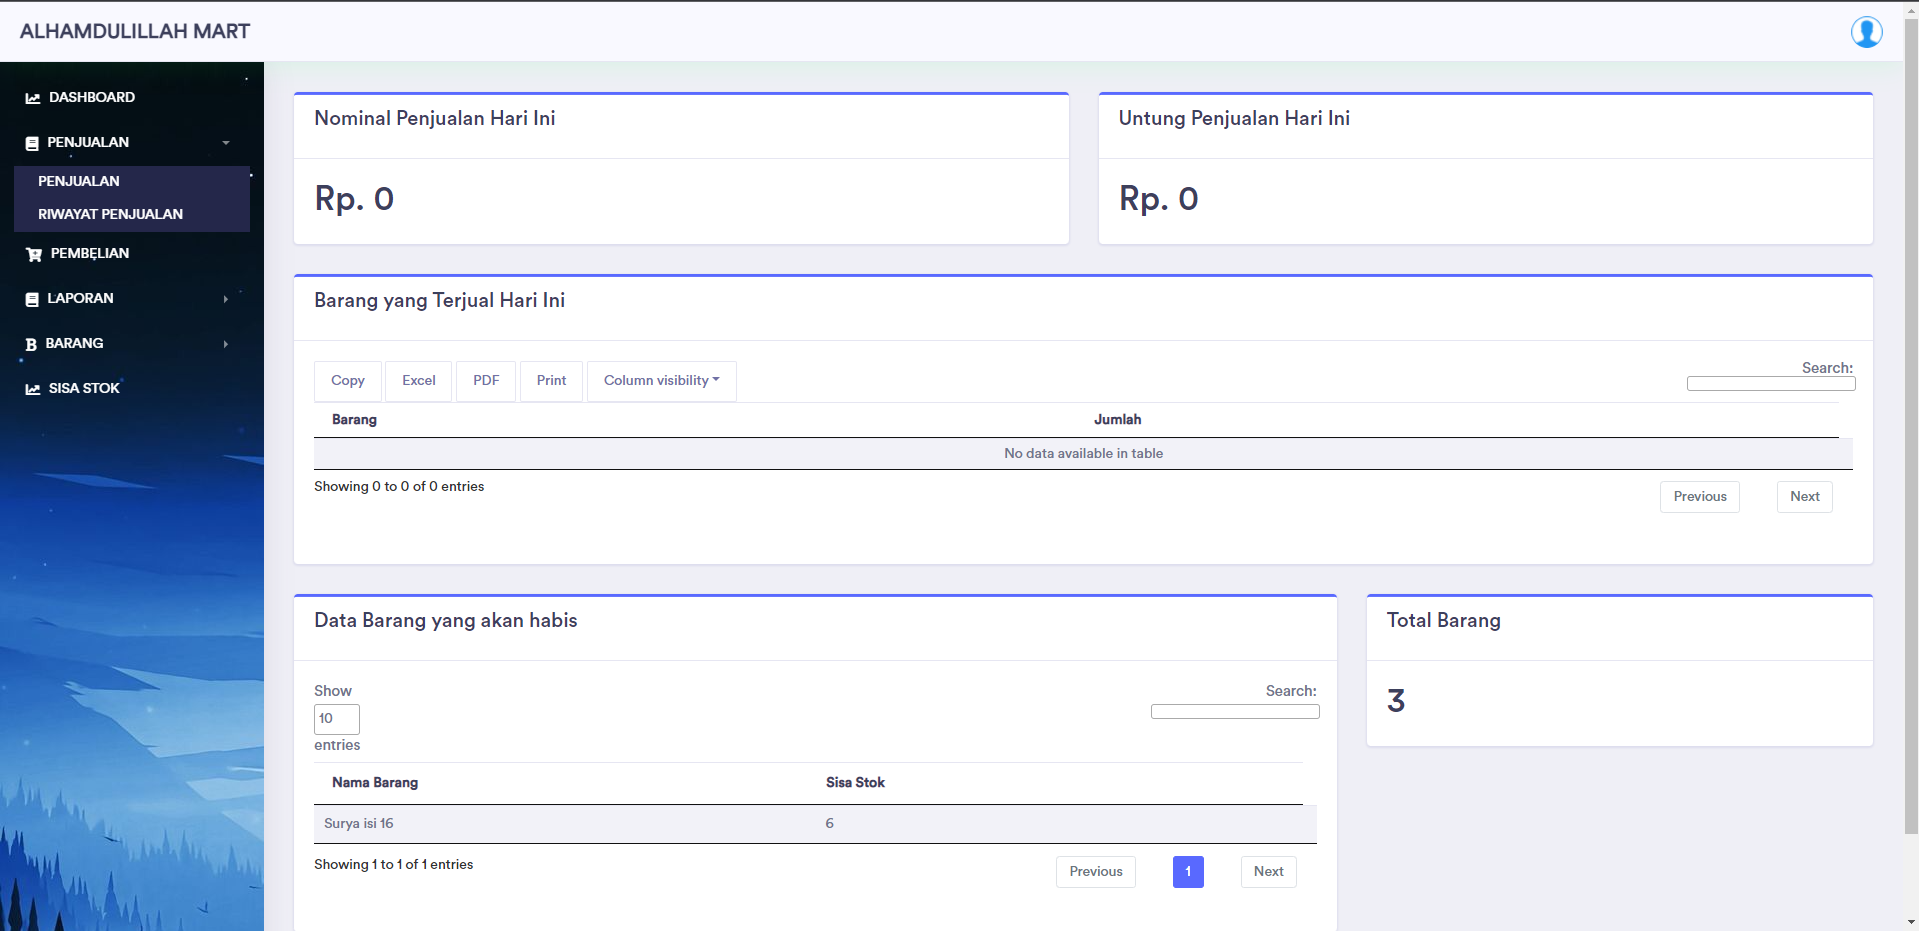 ALHAMDULILLAH MART
DASHBOARD
PENJUALAN
PENJUALAN
RIWAYAT PENJUALAN
PEMBELIAN
LAPORAN
BARANG
SISA STOK
Nominal Penjualan Hari Ini
Rp. 0
Untung Penjualan Hari Ini
Rp. 0
Barang yang Terjual Hari Ini
Copy Excel PDF Print Column visibility
Search:
Barang Jumlah
No data available in table
Showing 0 to 0 of 0 entries
Previous Next
Data Barang yang akan habis
Show
10
entries
Search:
Nama Barang Sisa Stok
Surya isi 16 6
Showing 1 to 1 of 1 entries
Previous 1 Next
Total Barang
3